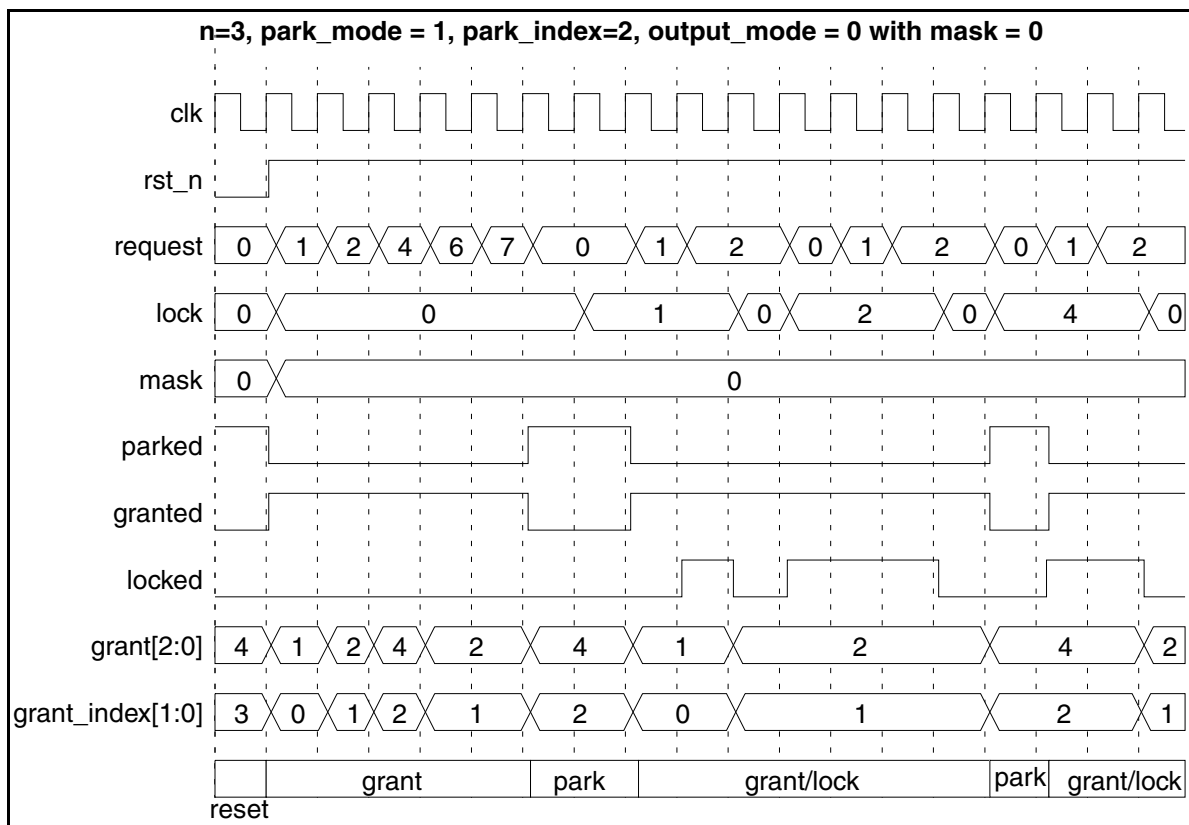 n=3, park_mode = 1, park_index=2, output_mode = 0 with mask = 0
clk
rst_n
request 0 1 2 4 6 7 0 1 2 0 1 2 0 1 2
lock 0 0 1 0 2 0 4 0
mask 0 0
parked
granted
locked
grant[2:0] 4 1 2 4 2 4 1 2 4 2
grant_index[1:0] 3 0 1 2 1 2 0 1 2 1
grant park grant/lock park grant/lock
reset